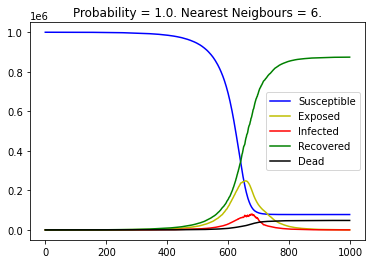 Probability = 1.0. Nearest Neigbours = 6.
1e6
1.0
0.8
0.6
0.4
0.2
0.0
Susceptible
Exposed
Infected
Recovered
Dead
0 200 400 600 800 1000